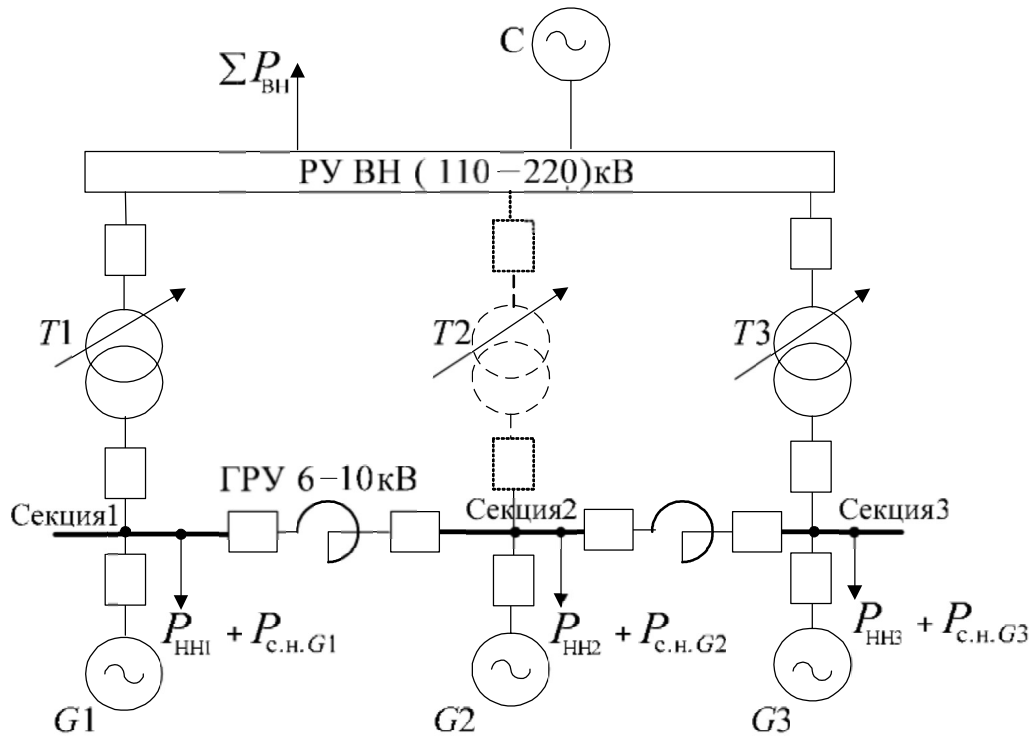 С
∑P_ВН
РУ ВН ( 110 – 220)кВ
T1
T2
T3
ГРУ 6–10кВ
Секция1
Секция2
Секция3
P_НН1 + P_с.н.G1
P_НН2 + P_с.н.G2
P_НН3 + P_с.н.G3
G1
G2
G3